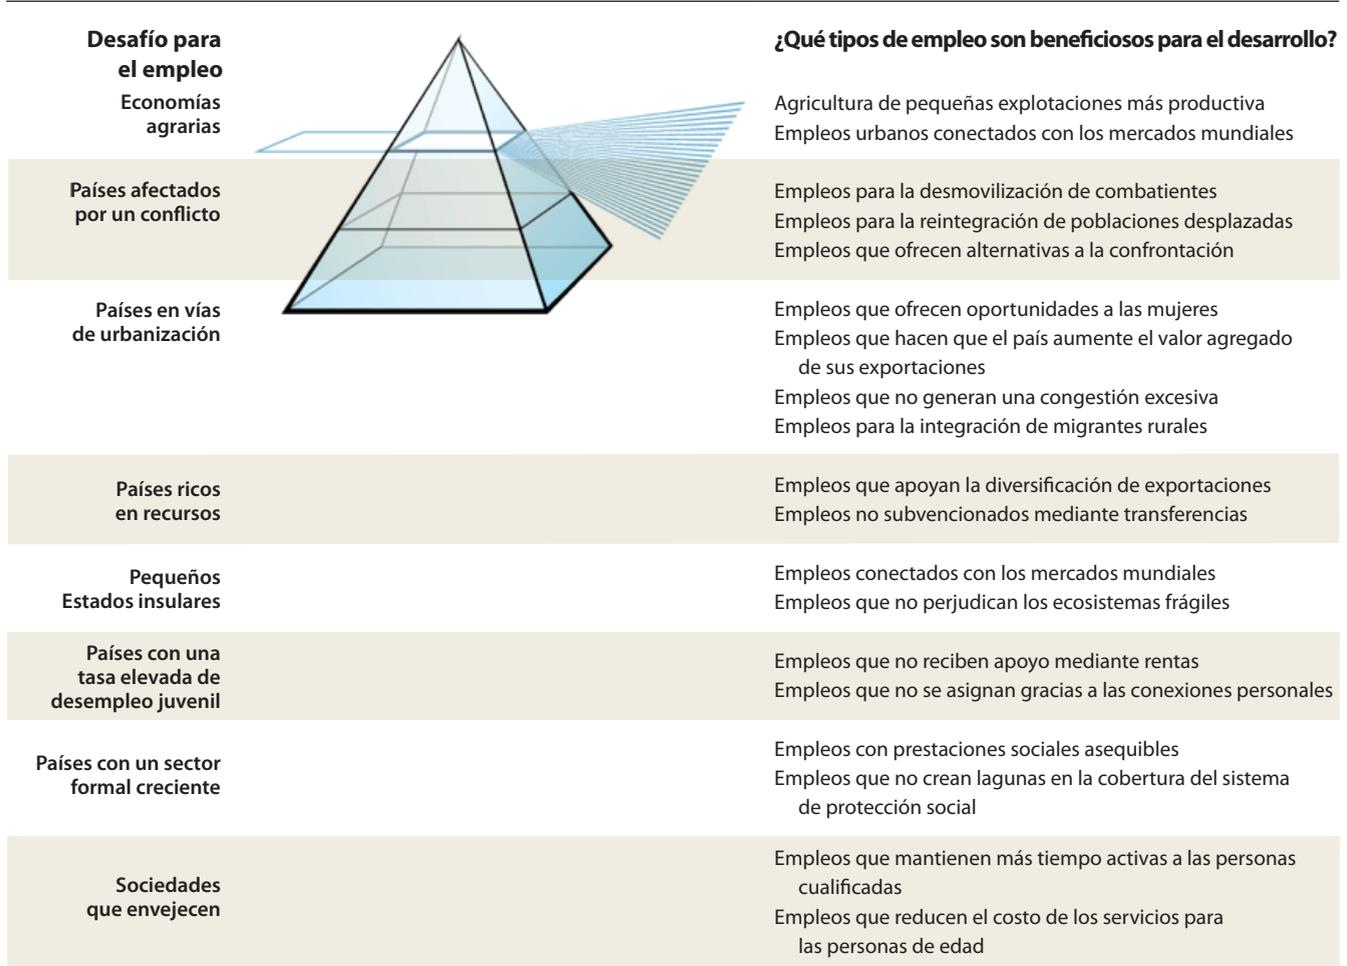 Desafío para
el empleo
¿Qué tipos de empleo son beneficiosos para el desarrollo?
Economías
agrarias
Agricultura de pequeñas explotaciones más productiva
Empleos urbanos conectados con los mercados mundiales
Países afectados
por un conflicto
Empleos para la desmovilización de combatientes
Empleos para la reintegración de poblaciones desplazadas
Empleos que ofrecen alternativas a la confrontación
Países en vías
de urbanización
Empleos que ofrecen oportunidades a las mujeres
Empleos que hacen que el país aumente el valor agregado
de sus exportaciones
Empleos que no generan una congestión excesiva
Empleos para la integración de migrantes rurales
Países ricos
en recursos
Empleos que apoyan la diversificación de exportaciones
Empleos no subvencionados mediante transferencias
Pequeños
Estados insulares
Empleos conectados con los mercados mundiales
Empleos que no perjudican los ecosistemas frágiles
Países con una
tasa elevada de
desempleo juvenil
Empleos que no reciben apoyo mediante rentas
Empleos que no se asignan gracias a las conexiones personales
Países con un sector
formal creciente
Empleos con prestaciones sociales asequibles
Empleos que no crean lagunas en la cobertura del sistema
de protección social
Sociedades
que envejecen
Empleos que mantienen más tiempo activas a las personas
cualificadas
Empleos que reducen el costo de los servicios para
las personas de edad